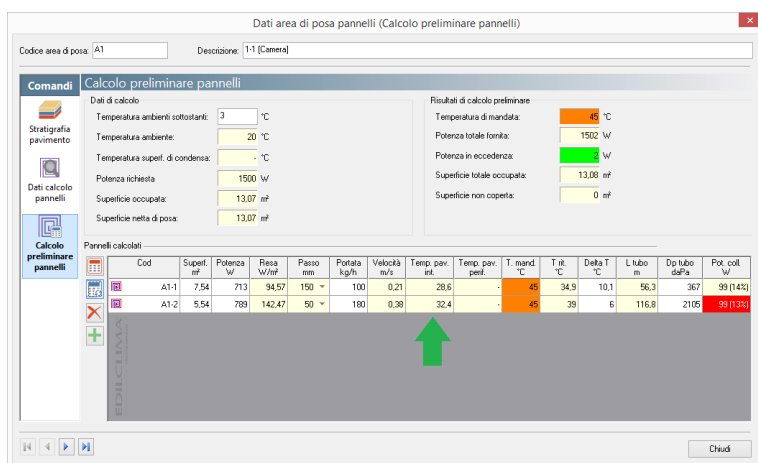 Dati area di posa pannelli (Calcolo preliminare pannelli)
Codice area di posa: A1 Descrizione: 1-1 [Camera]
Comandi
Stratigrafia
pavimento
Dati calcolo
pannelli
Calcolo
preliminare
pannelli
Calcolo preliminare pannelli
Dati di calcolo
Temperatura ambienti sottostanti: 3 °C
Temperatura ambiente: 20 °C
Temperatura superf. di condensa: - °C
Potenza richiesta 1500 W
Superficie occupata: 13,07 m²
Superficie netta di posa: 13,07 m²
Risultati di calcolo preliminare
Temperatura di mandata: 45 °C
Potenza totale fornita: 1502 W
Potenza in eccedenza: 2 W
Superficie totale occupata: 13,08 m²
Superficie non coperta: 0 m²
Pannelli calcolati
Cod Superf. m² Potenza W Resa W/m² Passo mm Portata kg/h Velocità m/s Temp. pav. int. Temp. pav. perif. T. mand. °C T rit. °C Delta T °C L tubo m Dp tubo daPa Pot. coll. W
A1-1 7,54 713 94,57 150 100 0,21 28,6 - 45 34,9 10,1 56,3 367 99 (14%)
A1-2 5,54 789 142,47 50 180 0,38 32,4 - 45 39 6 116,8 2105 99 (13%)
EDILCLIMA
Chiudi